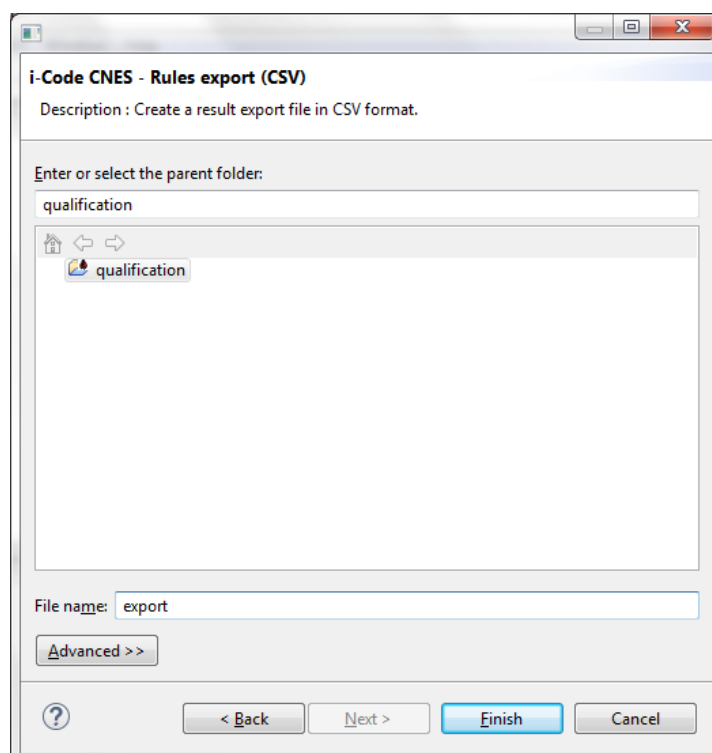 i-Code CNES - Rules export (CSV)
Description : Create a result export file in CSV format.
Enter or select the parent folder:
qualification
qualification
File name: export
Advanced >>
< Back Next > Finish Cancel